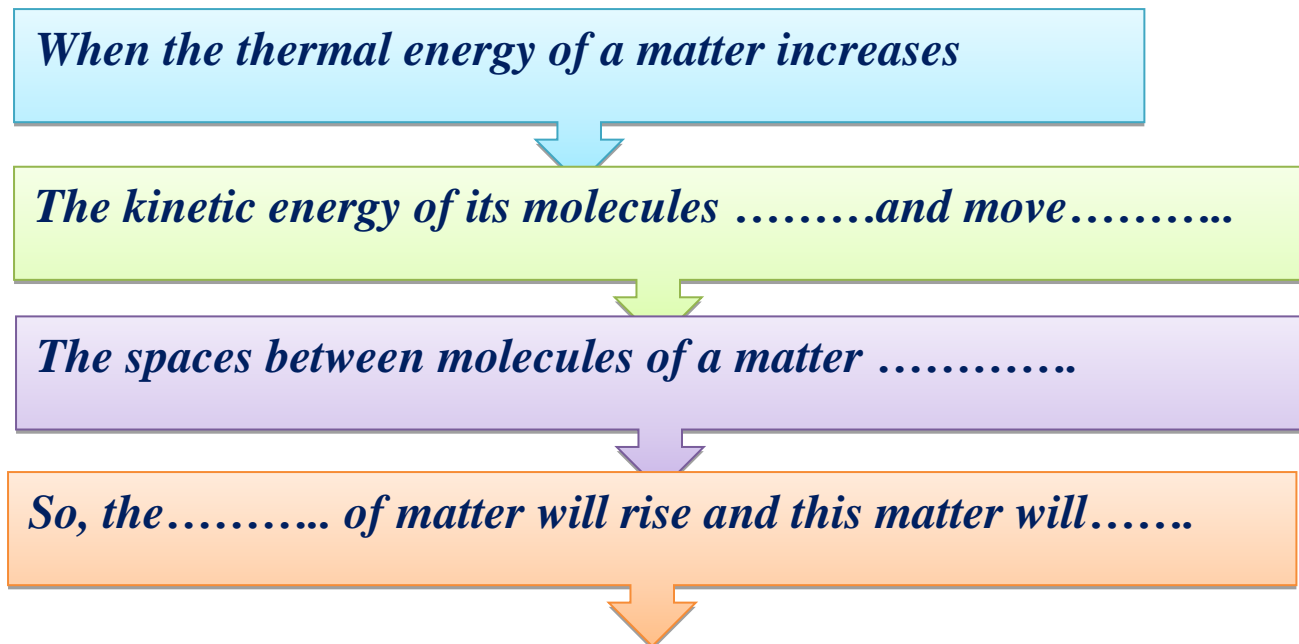 When the thermal energy of a matter increases
The kinetic energy of its molecules ………and move………..
The spaces between molecules of a matter ………….
So, the……….. of matter will rise and this matter will…….